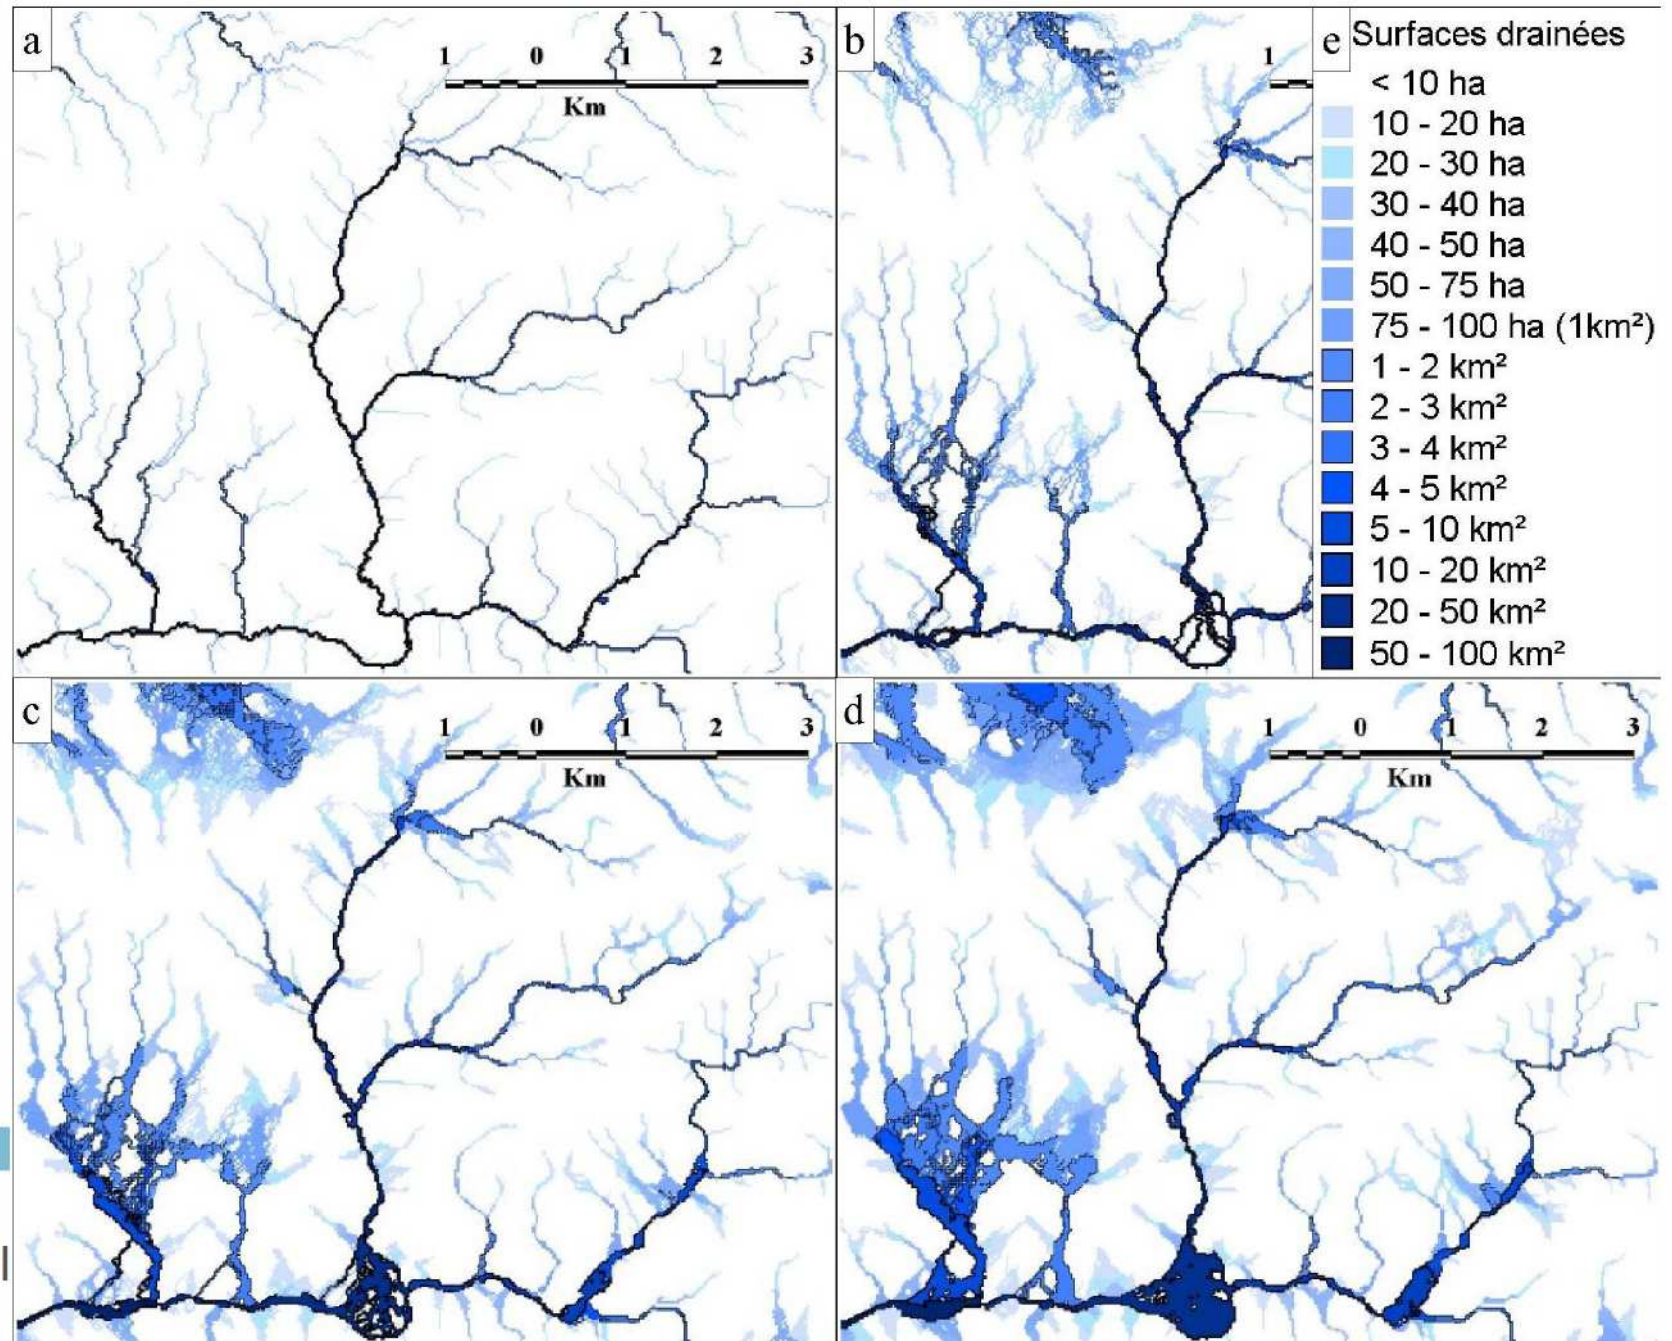 a
1 0 1 2 3
Km
b
1
e
Surfaces drainées
< 10 ha
10 - 20 ha
20 - 30 ha
30 - 40 ha
40 - 50 ha
50 - 75 ha
75 - 100 ha (1km²)
1 - 2 km²
2 - 3 km²
3 - 4 km²
4 - 5 km²
5 - 10 km²
10 - 20 km²
20 - 50 km²
50 - 100 km²
c
1 0 1 2 3
Km
d
1 0 1 2 3
Km